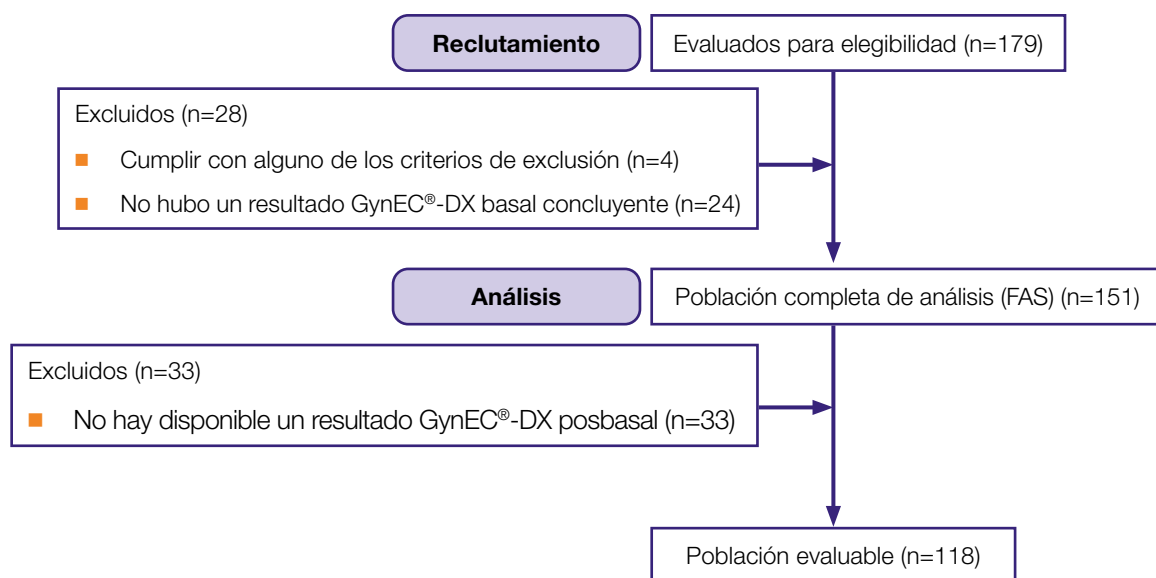 Reclutamiento
Evaluados para elegibilidad (n=179)
Excluidos (n=28)
Cumplir con alguno de los criterios de exclusión (n=4)
No hubo un resultado GynEC®-DX basal concluyente (n=24)
Análisis
Población completa de análisis (FAS) (n=151)
Excluidos (n=33)
No hay disponible un resultado GynEC®-DX posbasal (n=33)
Población evaluable (n=118)